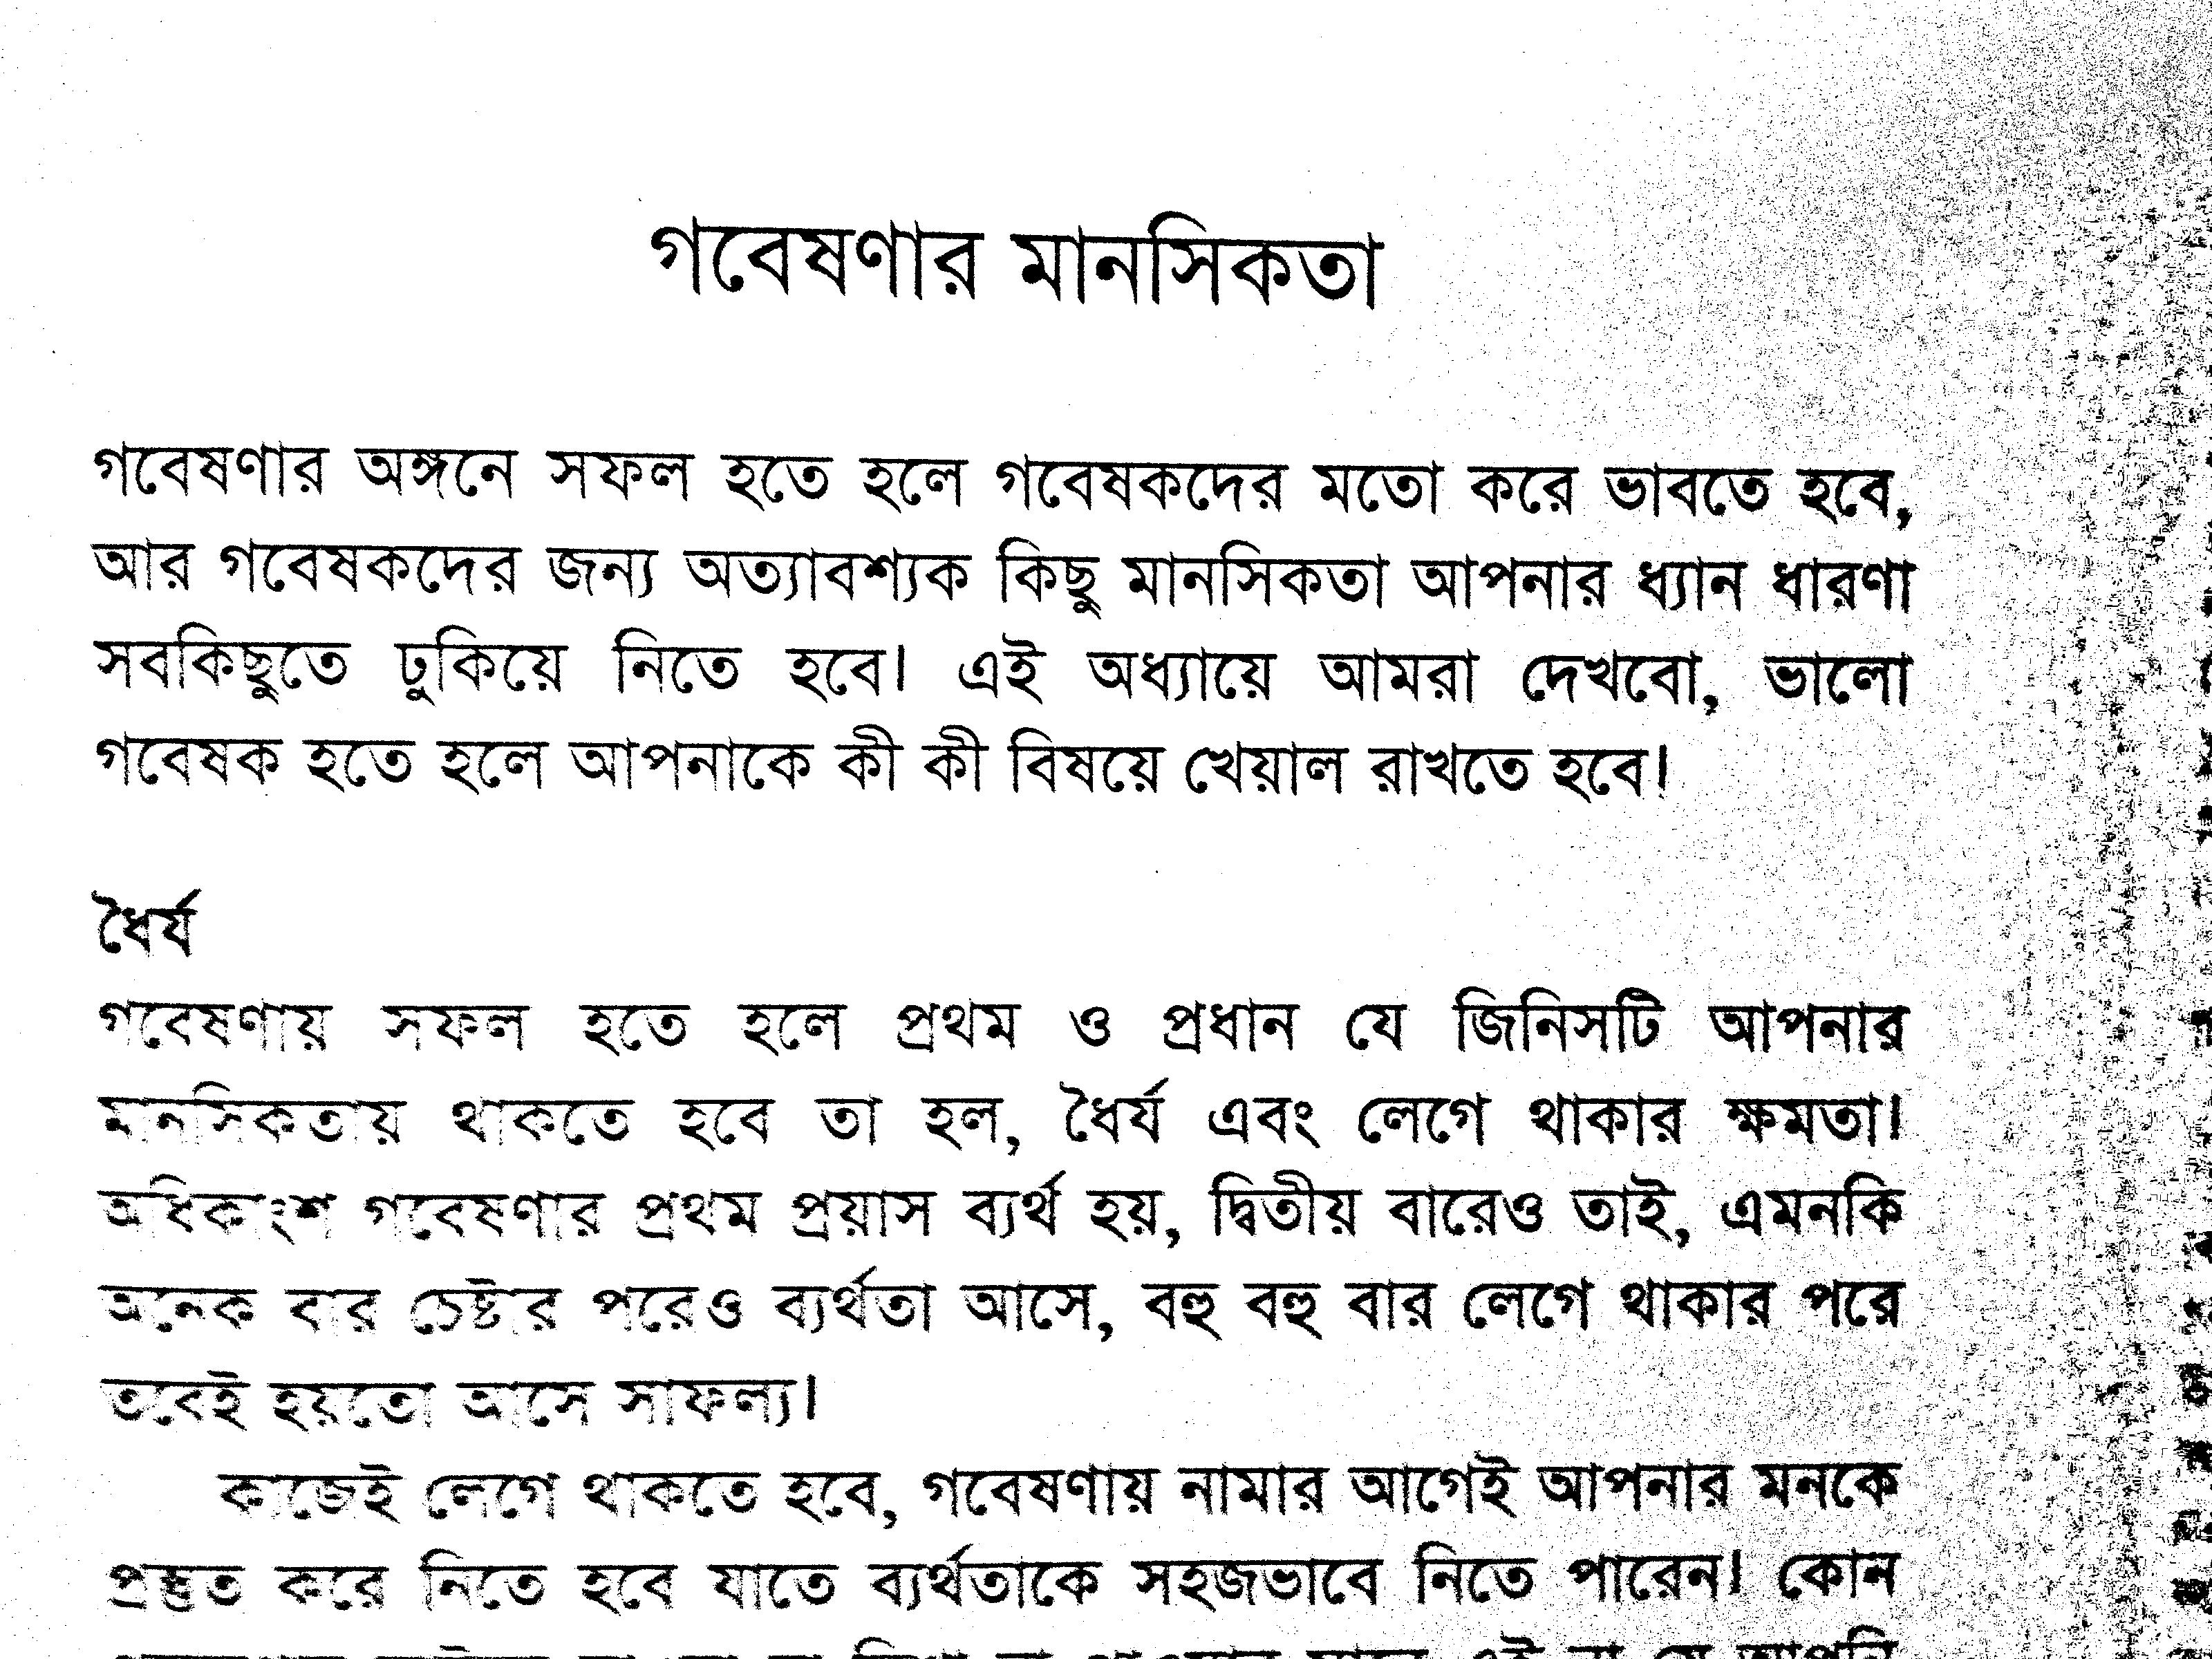 গবেষণার মানসিকতা
গবেষণার অঙ্গনে সফল হতে হলে গবেষকদের মতো করে ভাবতে হবে,
আর গবেষকদের জন্য অত্যাবশ্যক কিছু মানসিকতা আপনার ধ্যান ধারণা
সবকিছুতে ঢুকিয়ে নিতে হবে। এই অধ্যায়ে আমরা দেখবো, ভালো
গবেষক হতে হলে আপনাকে কী কী বিষয়ে খেয়াল রাখতে হবে।
ধৈর্য
গবেষণায় সফল হতে হলে প্রথম ও প্রধান যে জিনিসটি আপনার
মানসিকতায় থাকতে হবে তা হল, ধৈর্য এবং লেগে থাকার ক্ষমতা।
অধিকাংশ গবেষণার প্রথম প্রয়াস ব্যর্থ হয়, দ্বিতীয় বারেও তাই, এমনকি
অনেক বার চেষ্টার পরেও ব্যর্থতা আসে, বহু বহু বার লেগে থাকার পরে
তবেই হয়তো আসে সাফল্য।
কাজেই লেগে থাকতে হবে, গবেষণায় নামার আগেই আপনার মনকে
প্রস্তুত করে নিতে হবে যাতে ব্যর্থতাকে সহজভাবে নিতে পারেন। কোন